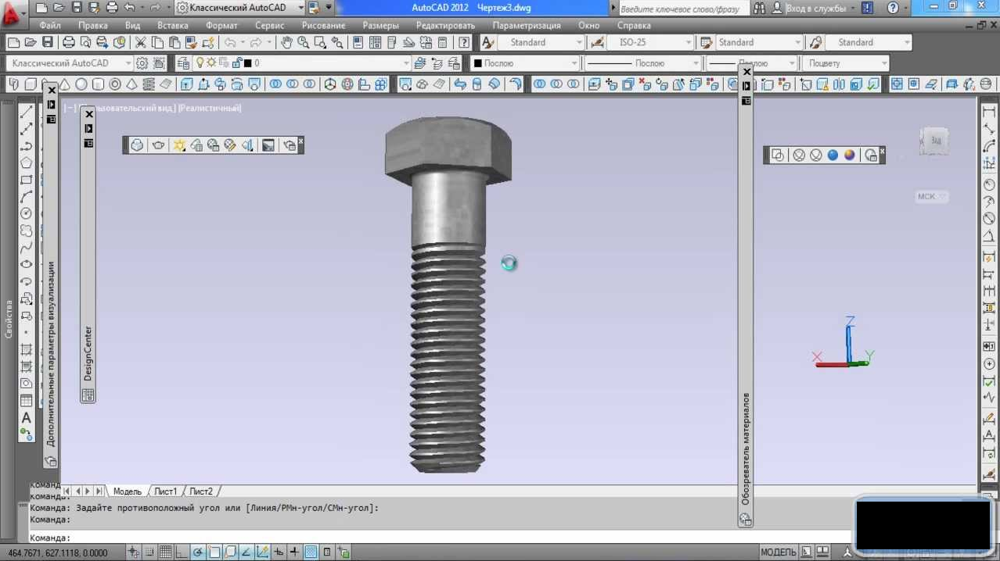 Классический AutoCAD
AutoCAD 2012 Чертеж3.dwg
Введите ключевое слово/фразу
Вход в службы
Файл Правка Вид Вставка Формат Сервис Рисование Размеры Редактировать Параметризация Окно Справка
Standard ISO-25 Standard Standard
Классический AutoCAD 0 Послою Послою Послою Поцвету
[−] [ользовательский вид] [Реалистичный]
МСК
Свойства
Дополнительные параметры визуализации
DesignCenter
Обозреватель материалов
Z
X Y
Модель Лист1 Лист2
Команда:
Команда:
Команда: Задайте противоположный угол или [Линия/РМн-угол/СМн-угол]:
Команда:
Команда:
464.7671, 627.1118, 0.0000
МОДЕЛЬ